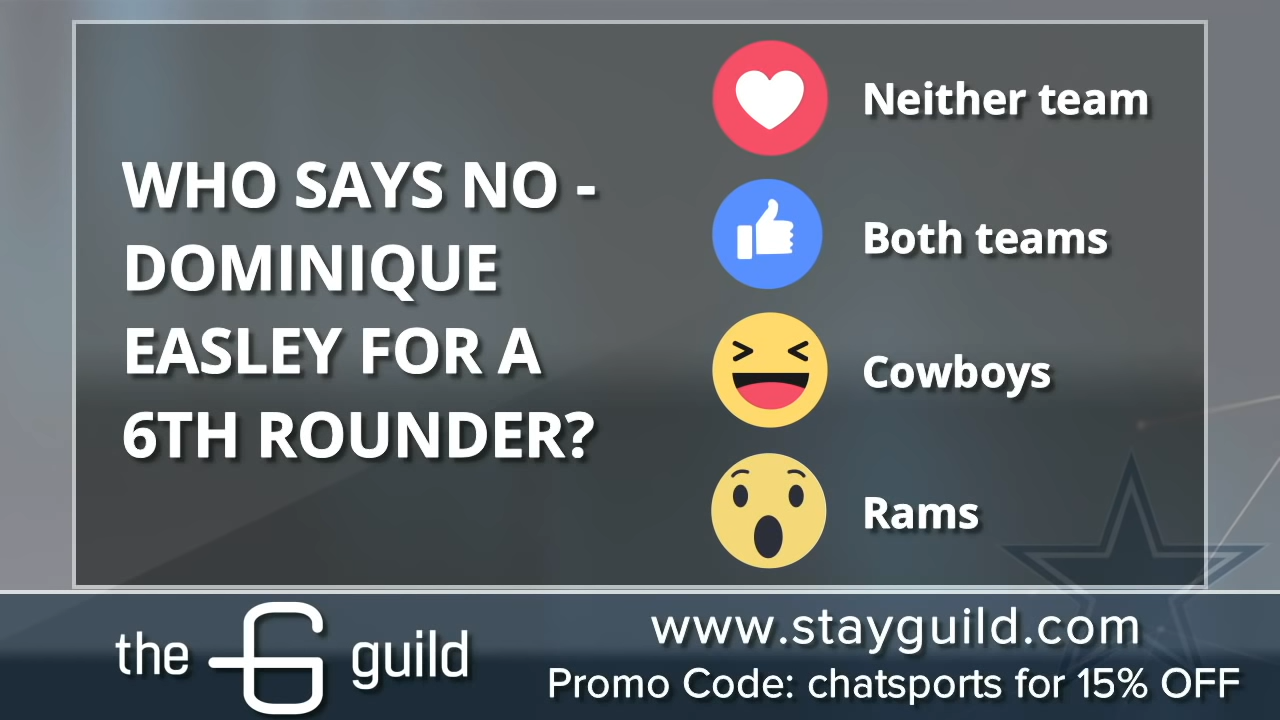 WHO SAYS NO -
DOMINIQUE
EASLEY FOR A
6TH ROUNDER?
Neither team
Both teams
Cowboys
Rams
the G guild
www.stayguild.com
Promo Code: chatsports for 15% OFF